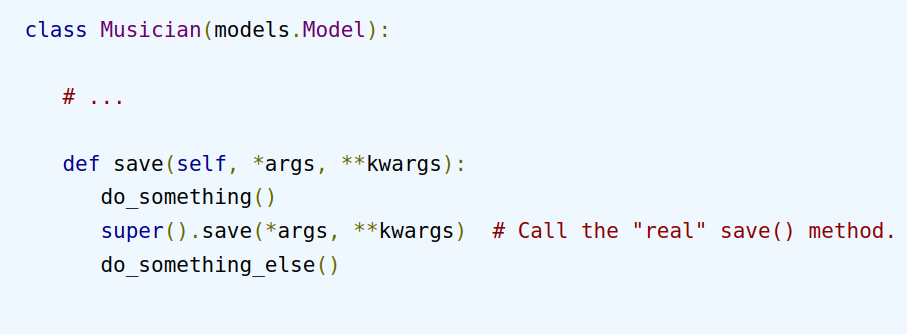 class Musician(models.Model):
# ...
def save(self, *args, **kwargs):
do_something()
super().save(*args, **kwargs)  # Call the "real" save() method.
do_something_else()